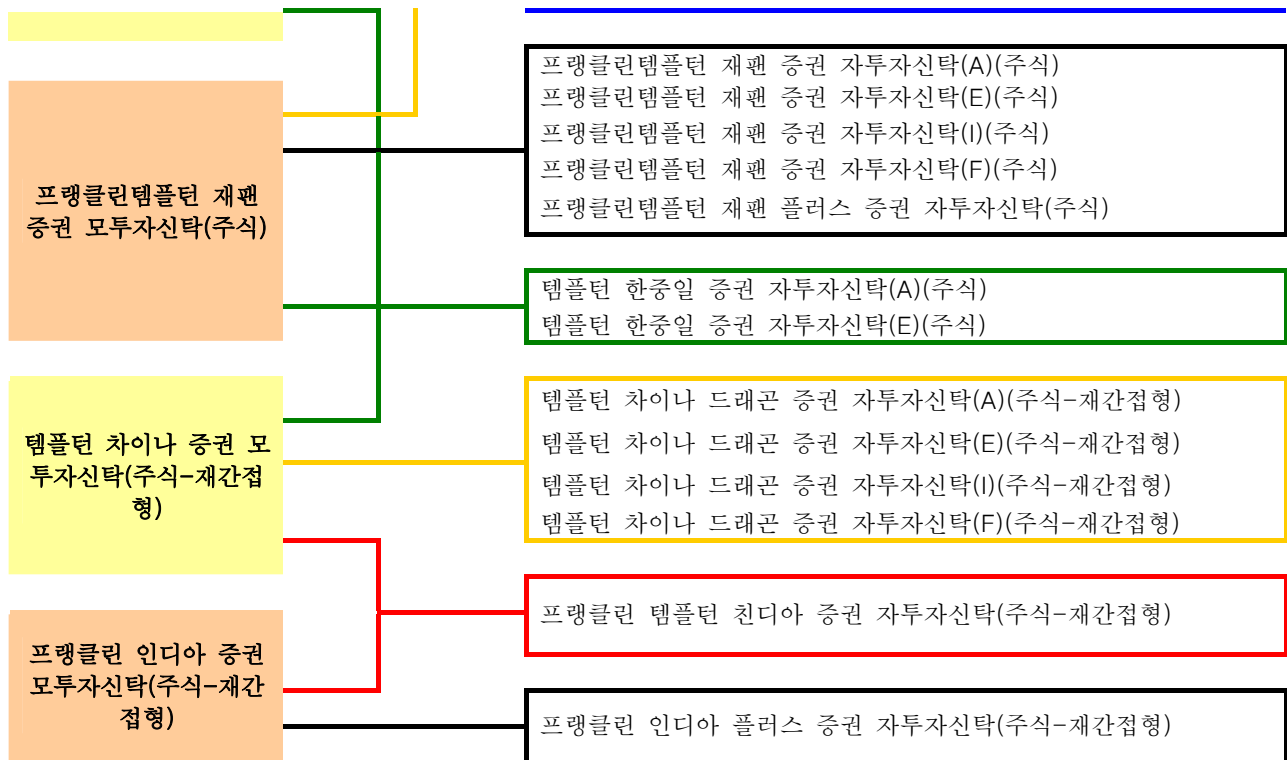 프랭클린템플턴 재팬 증권 자투자신탁(A)(주식)
프랭클린템플턴 재팬 증권 자투자신탁(E)(주식)
프랭클린템플턴 재팬 증권 자투자신탁(I)(주식)
프랭클린템플턴 재팬 증권 자투자신탁(F)(주식)
프랭클린템플턴 재팬 플러스 증권 자투자신탁(주식)
프랭클린템플턴 재팬
증권 모투자신탁(주식)
템플턴 한중일 증권 자투자신탁(A)(주식)
템플턴 한중일 증권 자투자신탁(E)(주식)
템플턴 차이나 증권 모
투자신탁(주식-재간접
형)
템플턴 차이나 드래곤 증권 자투자신탁(A)(주식-재간접형)
템플턴 차이나 드래곤 증권 자투자신탁(E)(주식-재간접형)
템플턴 차이나 드래곤 증권 자투자신탁(I)(주식-재간접형)
템플턴 차이나 드래곤 증권 자투자신탁(F)(주식-재간접형)
프랭클린 템플턴 친디아 증권 자투자신탁(주식-재간접형)
프랭클린 인디아 증권
모투자신탁(주식-재간
접형)
프랭클린 인디아 플러스 증권 자투자신탁(주식-재간접형)